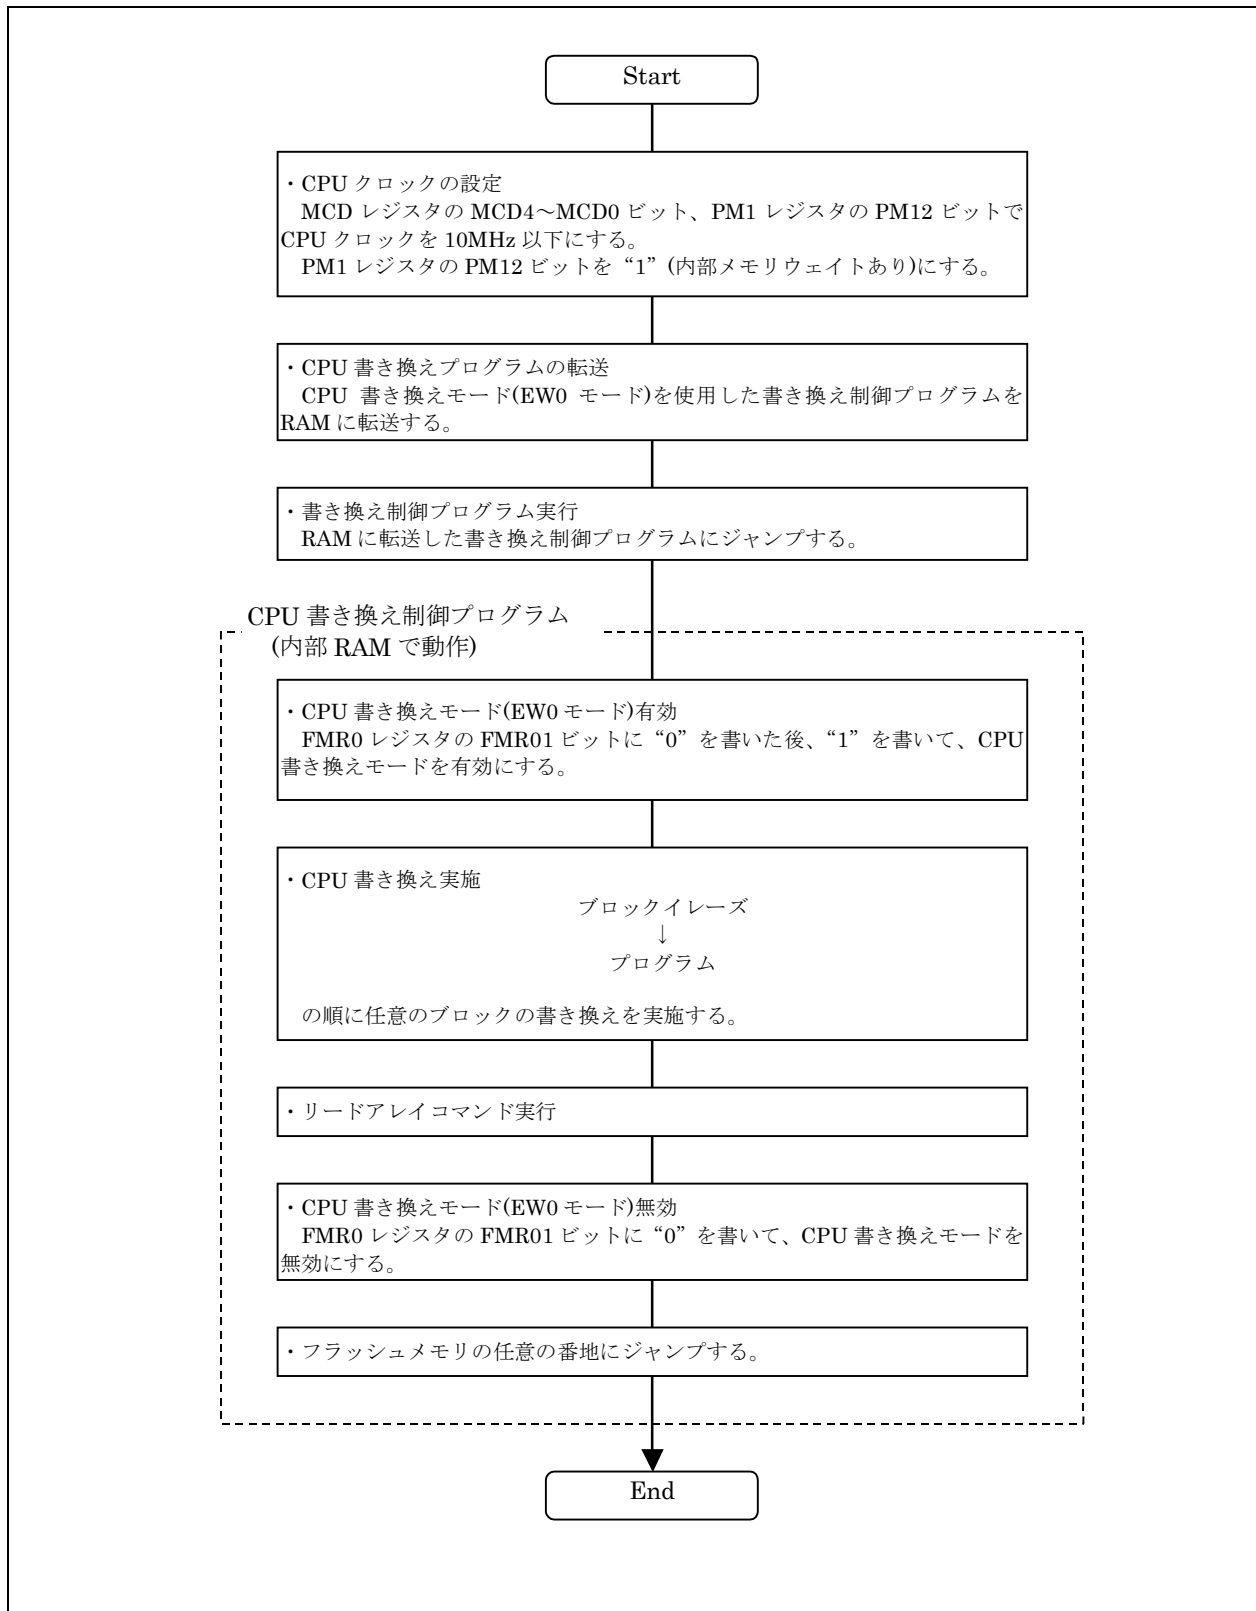 Start
・CPU クロックの設定
MCD レジスタの MCD4～MCD0 ビット、PM1 レジスタの PM12 ビットで
CPU クロックを 10MHz 以下にする。
PM1 レジスタの PM12 ビットを “1” (内部メモリウェイトあり)にする。
・CPU 書き換えプログラムの転送
CPU 書き換えモード(EW0 モード)を使用した書き換え制御プログラムを
RAM に転送する。
・書き換え制御プログラム実行
RAM に転送した書き換え制御プログラムにジャンプする。
CPU 書き換え制御プログラム
(内部 RAM で動作)
・CPU 書き換えモード(EW0 モード)有効
FMR0 レジスタの FMR01 ビットに “0” を書いた後、“1” を書いて、CPU
書き換えモードを有効にする。
・CPU 書き換え実施
ブロックイレーズ
↓
プログラム
の順に任意のブロックの書き換えを実施する。
・リードアレイコマンド実行
・CPU 書き換えモード(EW0 モード)無効
FMR0 レジスタの FMR01 ビットに “0” を書いて、CPU 書き換えモードを
無効にする。
・フラッシュメモリの任意の番地にジャンプする。
End